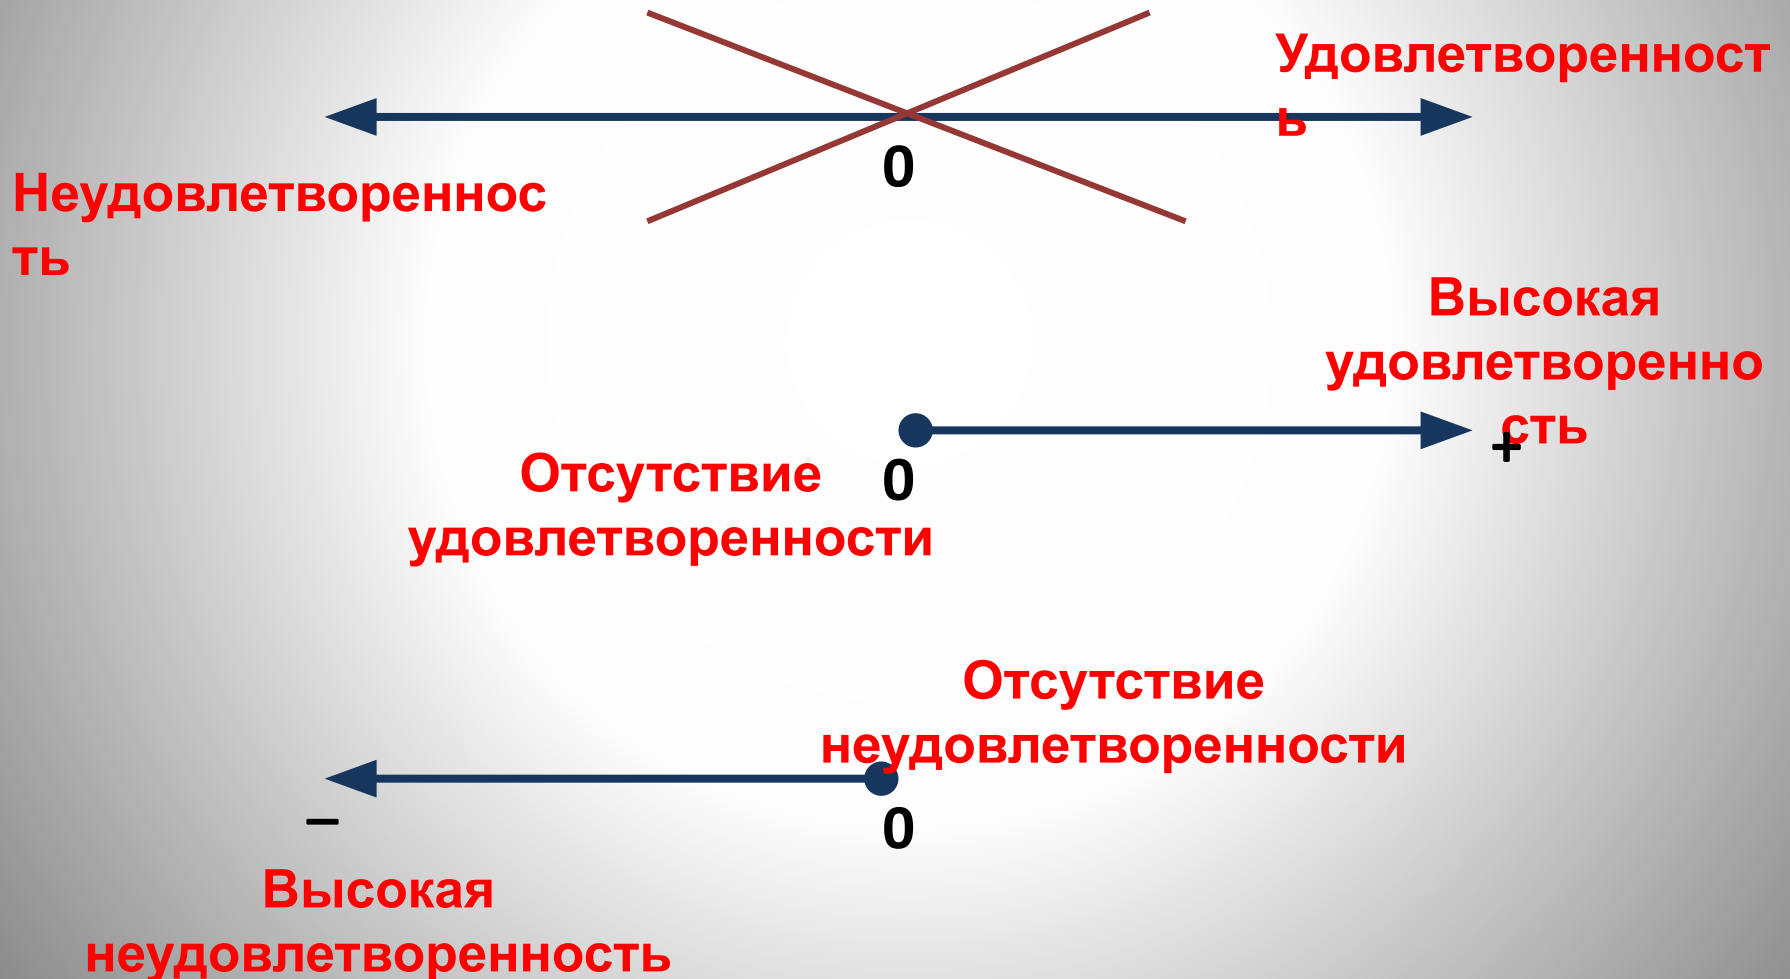 Удовлетворенност
ь
0
Неудовлетвореннос
ть
Высокая
удовлетворенно
сть
+
Отсутствие
0
удовлетворенности
Отсутствие
неудовлетворенности
–
0
Высокая
неудовлетворенность